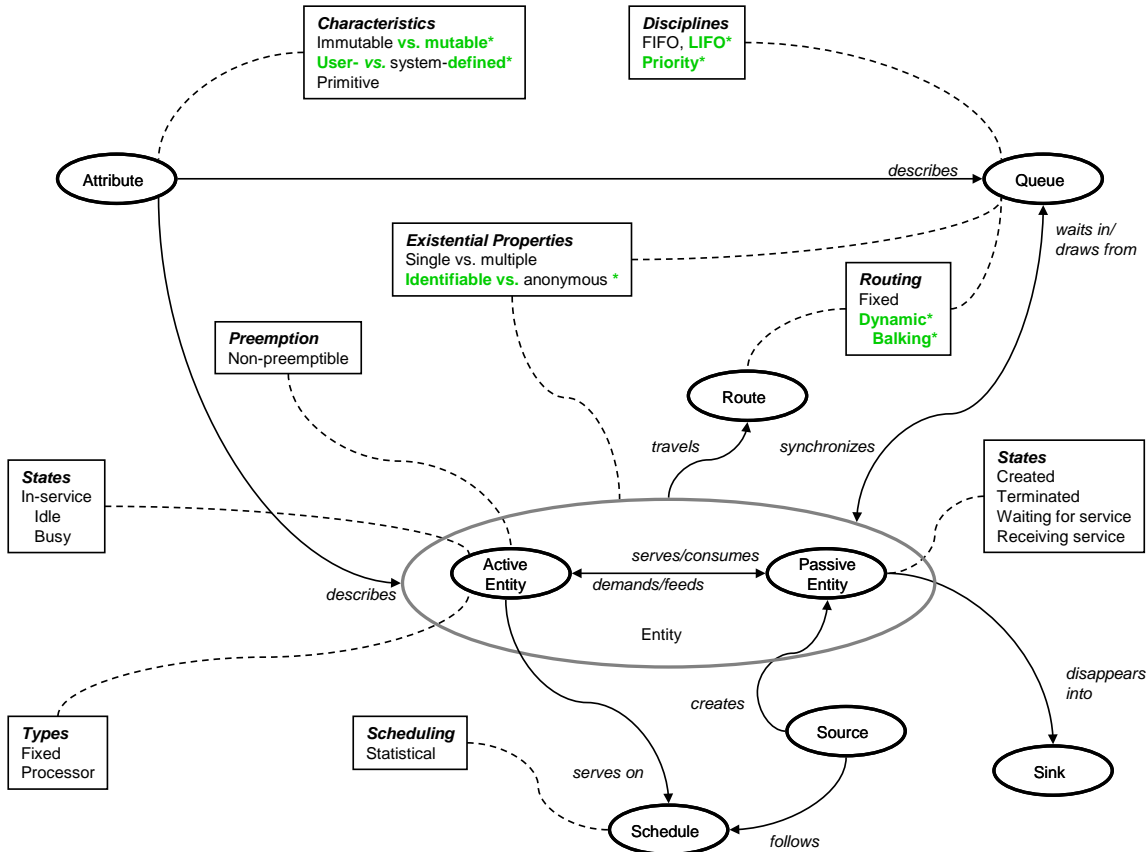 Characteristics
Immutable vs. mutable*
User- vs. system-defined*
Primitive
Disciplines
FIFO, LIFO*
Priority*
Attribute
describes
Queue
Existential Properties
Single vs. multiple
Identifiable vs. anonymous *
waits in/
draws from
Routing
Fixed
Dynamic*
Balking*
Preemption
Non-preemptible
Route
travels
synchronizes
States
In-service
Idle
Busy
States
Created
Terminated
Waiting for service
Receiving service
Active
Entity
serves/consumes
demands/feeds
Passive
Entity
describes
Entity
disappears
into
creates
Types
Fixed
Processor
Scheduling
Statistical
Source
serves on
Sink
Schedule
follows